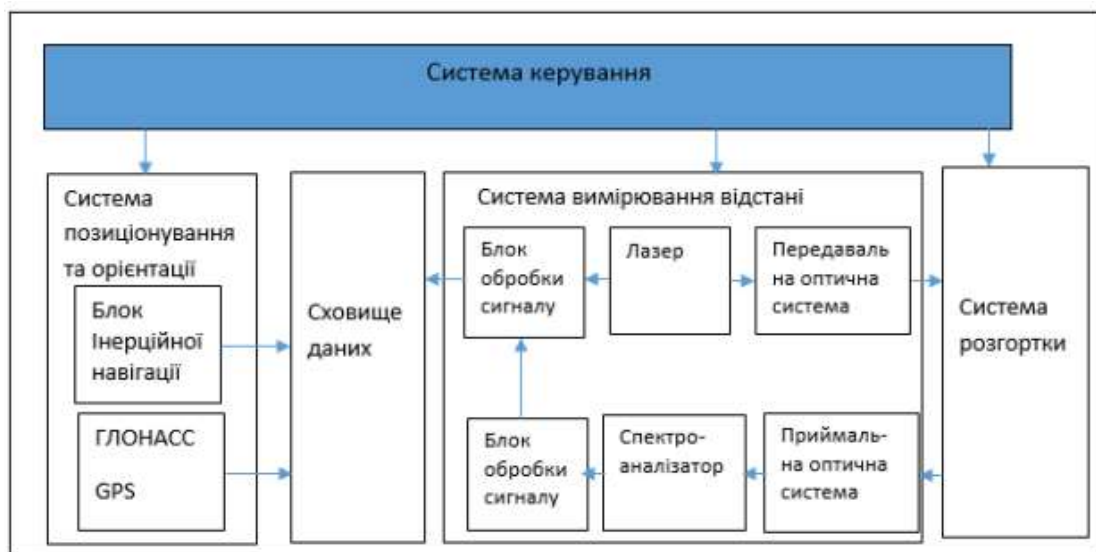 Система керування
Система
позиціонування
та орієнтації
Блок
Інерційної
навігації
ГЛОНАСС
GPS
Сховище
даних
Система вимірювання відстані
Блок
обробки
сигналу
Лазер
Передаваль
на оптична
система
Блок
обробки
сигналу
Спектро-
аналізатор
Приймаль-
на оптична
система
Система
розгортки